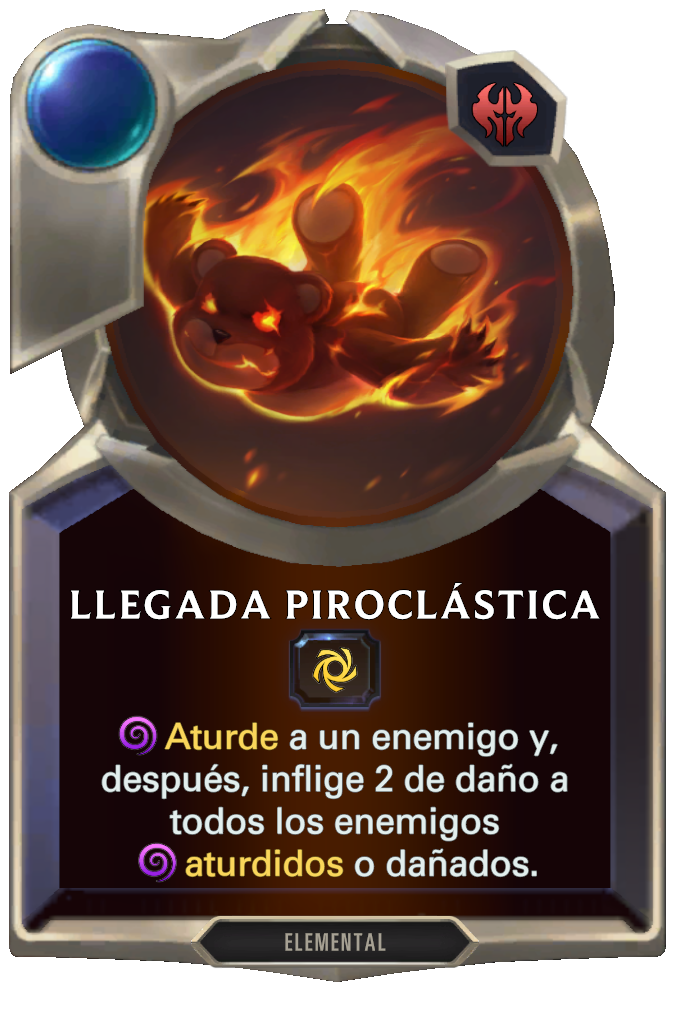 LLEGADA PIROCLÁSTICA
Aturde a un enemigo y,
después, inflige 2 de daño a
todos los enemigos
aturdidos o dañados.
ELEMENTAL